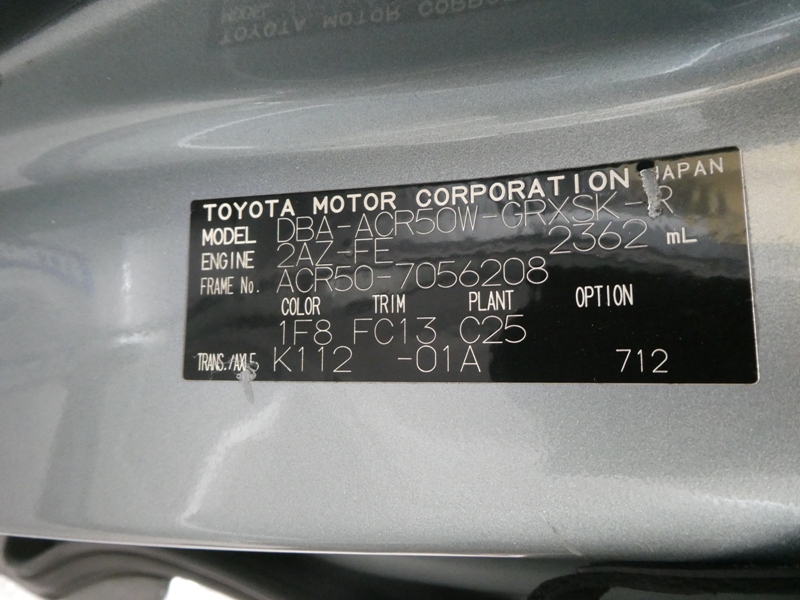 TOYOTA MOTOR CORPORATION JAPAN
MODEL DBA-ACR50W-GRXSK-R
ENGINE 2AZ-FE 2362 mL
FRAME No. ACR50-7056208
COLOR TRIM PLANT OPTION
1F8 FC13 C25
TRANS./AXLE K112 -01A 712